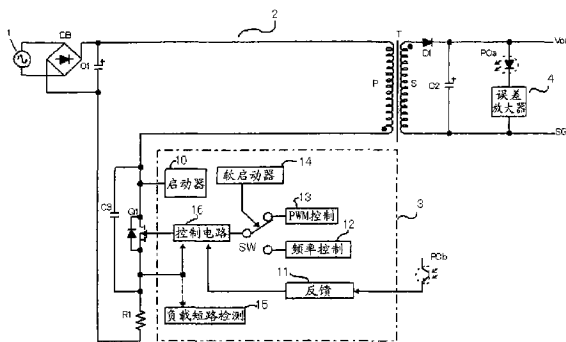 1
DB
2
T
D1
Vo
C1
P
S
C2
PCa
4
误差
放大器
SG
10
启动器
14
软启动器
13
PWM控制
3
C3
Q1
16
控制电路
SW
12
频率控制
PCb
11
反馈
R1
15
负载短路检测